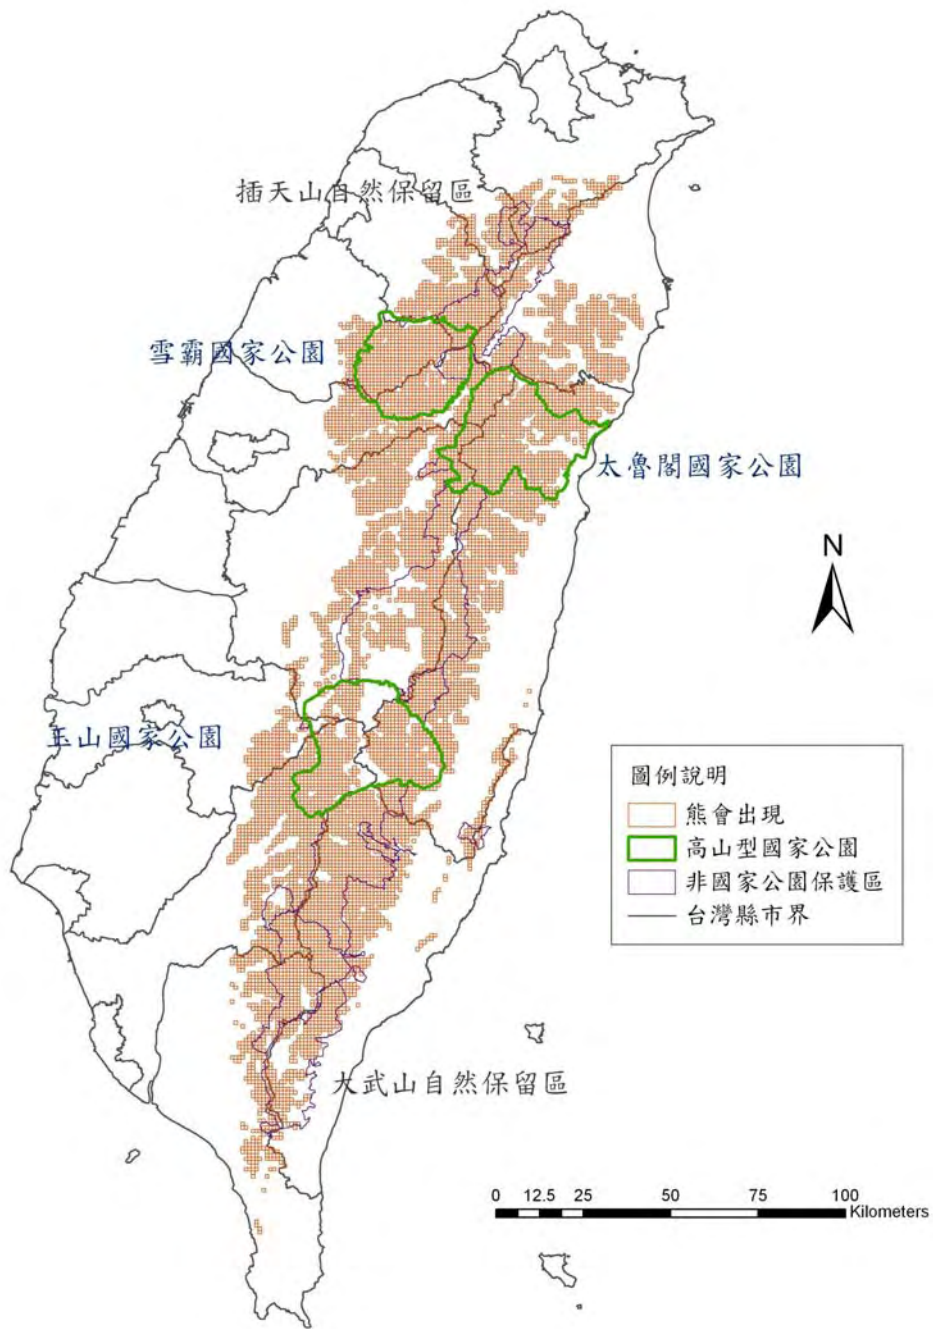 插天山自然保留區
雪霸國家公園
太魯閣國家公園
N
玉山國家公園
圖例說明
熊會出現
高山型國家公園
非國家公園保護區
台灣縣市界
大武山自然保留區
0 12.5 25 50 75 100
Kilometers